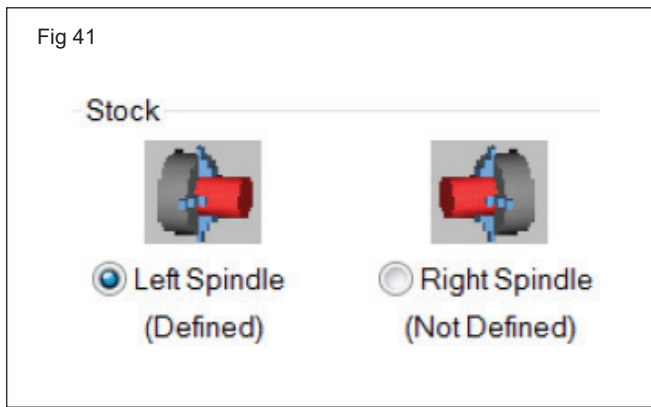 Fig 41
Stock
Left Spindle
(Defined)
Right Spindle
(Not Defined)